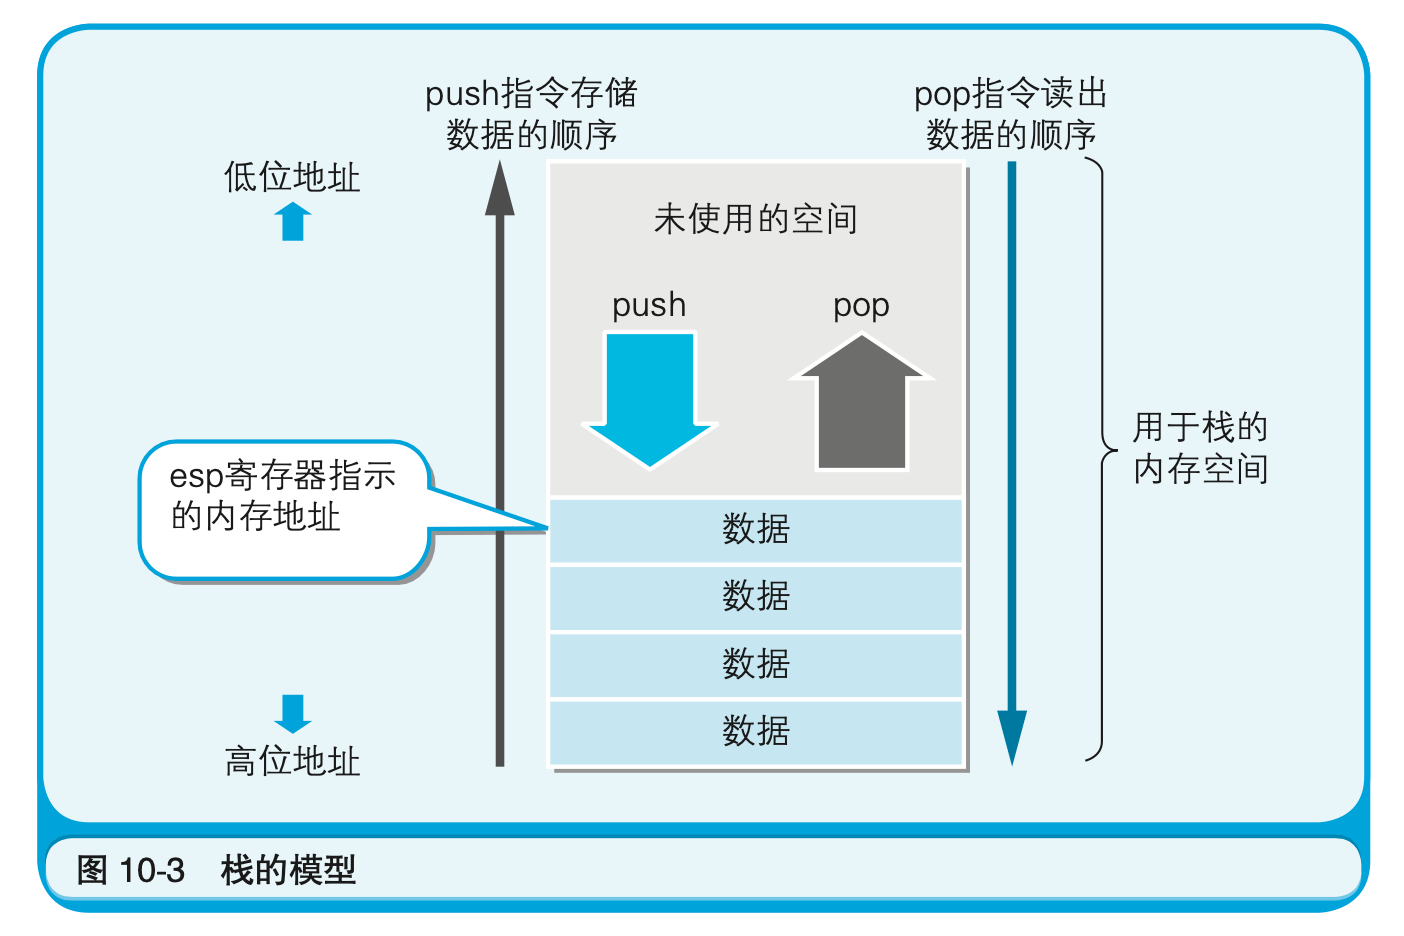 push指令存储
数据的顺序
pop指令读出
数据的顺序
低位地址
未使用的空间
push
pop
用于栈的
内存空间
esp寄存器指示
的内存地址
数据
数据
数据
数据
高位地址
图 10-3 栈的模型